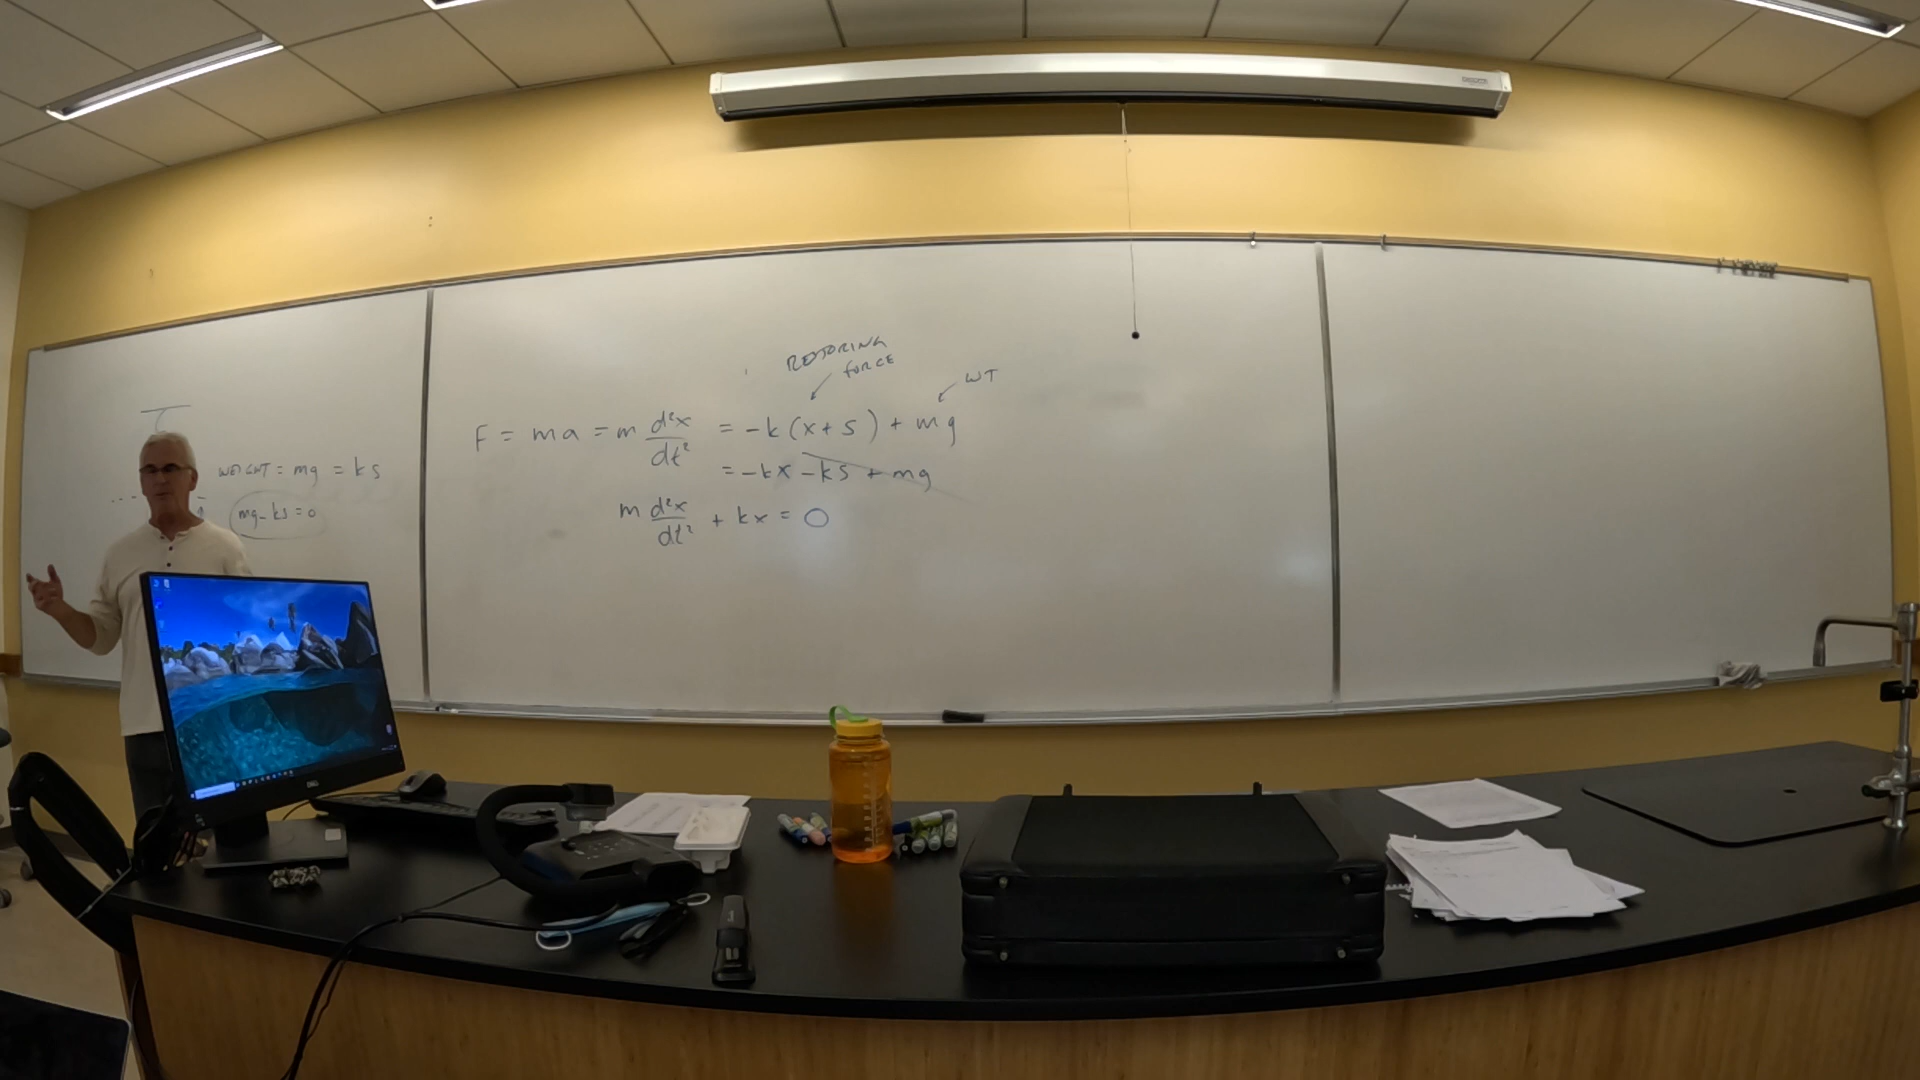 RESTORING
FORCE
WT
F = ma = m d²x/dt² = -k(x+s) + mg
= -kx -ks + mg
m d²x/dt² + kx = 0
WEIGHT = mg = ks
mg-ks=0
DELL